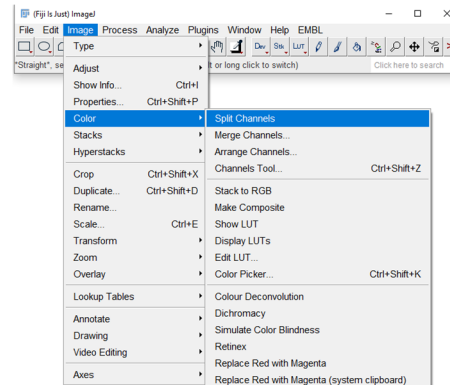 (Fiji Is Just) ImageJ
File Edit Image Process Analyze Plugins Window Help EMBL
Dev Stk LUT
"Straight", se
t or long click to switch)
Click here to search
Type
Adjust
Show Info... Ctrl+I
Properties... Ctrl+Shift+P
Color
Stacks
Hyperstacks
Crop Ctrl+Shift+X
Duplicate... Ctrl+Shift+D
Rename...
Scale... Ctrl+E
Transform
Zoom
Overlay
Lookup Tables
Annotate
Drawing
Video Editing
Axes
Split Channels
Merge Channels...
Arrange Channels...
Channels Tool... Ctrl+Shift+Z
Stack to RGB
Make Composite
Show LUT
Display LUTs
Edit LUT...
Color Picker... Ctrl+Shift+K
Colour Deconvolution
Dichromacy
Simulate Color Blindness
Retinex
Replace Red with Magenta
Replace Red with Magenta (system clipboard)